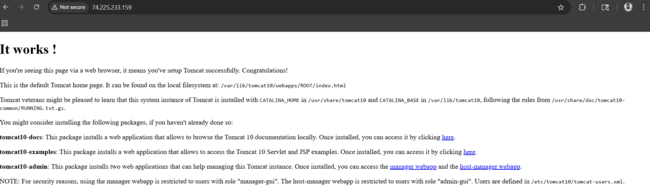 Not secure
74.225.233.159
It works !
If you're seeing this page via a web browser, it means you've setup Tomcat successfully. Congratulations!
This is the default Tomcat home page. It can be found on the local filesystem at: /var/lib/tomcat10/webapps/ROOT/index.html
Tomcat veterans might be pleased to learn that this system instance of Tomcat is installed with CATALINA_HOME in /usr/share/tomcat10 and CATALINA_BASE in /var/lib/tomcat10, following the rules from /usr/share/doc/tomcat10-
common/RUNNING.txt.gz.
You might consider installing the following packages, if you haven't already done so:
tomcat10-docs: This package installs a web application that allows to browse the Tomcat 10 documentation locally. Once installed, you can access it by clicking here.
tomcat10-examples: This package installs a web application that allows to access the Tomcat 10 Servlet and JSP examples. Once installed, you can access it by clicking here.
tomcat10-admin: This package installs two web applications that can help managing this Tomcat instance. Once installed, you can access the manager webapp and the host-manager webapp.
NOTE: For security reasons, using the manager webapp is restricted to users with role "manager-gui". The host-manager webapp is restricted to users with role "admin-gui". Users are defined in /etc/tomcat10/tomcat-users.xml.